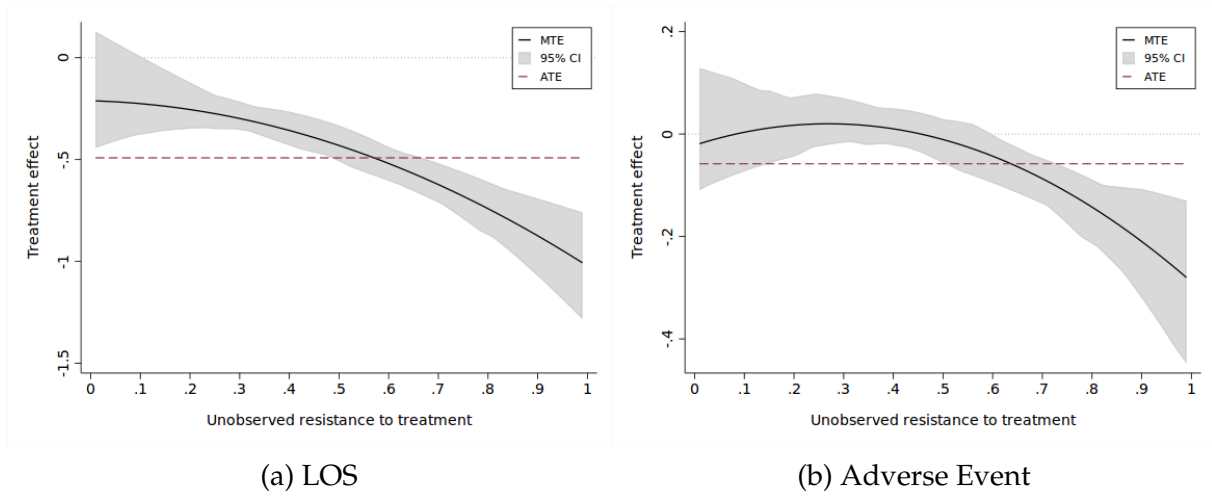 MTE
95% CI
ATE
0
-.5
-1
-1.5
Treatment effect
0 .1 .2 .3 .4 .5 .6 .7 .8 .9 1
Unobserved resistance to treatment
(a) LOS
MTE
95% CI
ATE
.2
0
-.2
-.4
Treatment effect
0 .1 .2 .3 .4 .5 .6 .7 .8 .9 1
Unobserved resistance to treatment
(b) Adverse Event